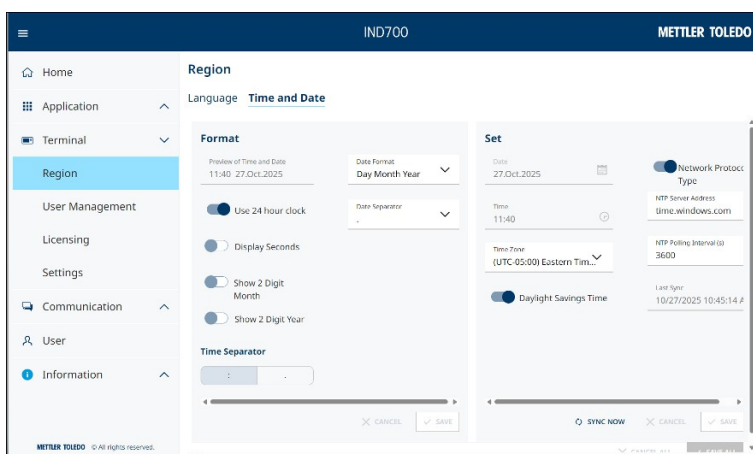 IND700
METTLER TOLEDO
Home
Application
Terminal
Region
User Management
Licensing
Settings
Communication
User
Information
METTLER TOLEDO © All rights reserved.
Region
Language Time and Date
Format
Preview of Time and Date
11:40 27.Oct.2025
Date Format
Day Month Year
Use 24 hour clock
Date Separator
.
Display Seconds
Show 2 Digit
Month
Show 2 Digit Year
Time Separator
: .
CANCEL SAVE
Set
Date
27.Oct.2025
Time
11:40
Time Zone
(UTC-05:00) Eastern Tim...
Daylight Savings Time
Network Protoc
Type
NTP Server Address
time.windows.com
NTP Polling Interval (s)
3600
Last Sync
10/27/2025 10:45:14 A
SYNC NOW CANCEL SAVE
CANCEL ALL SAVE ALL